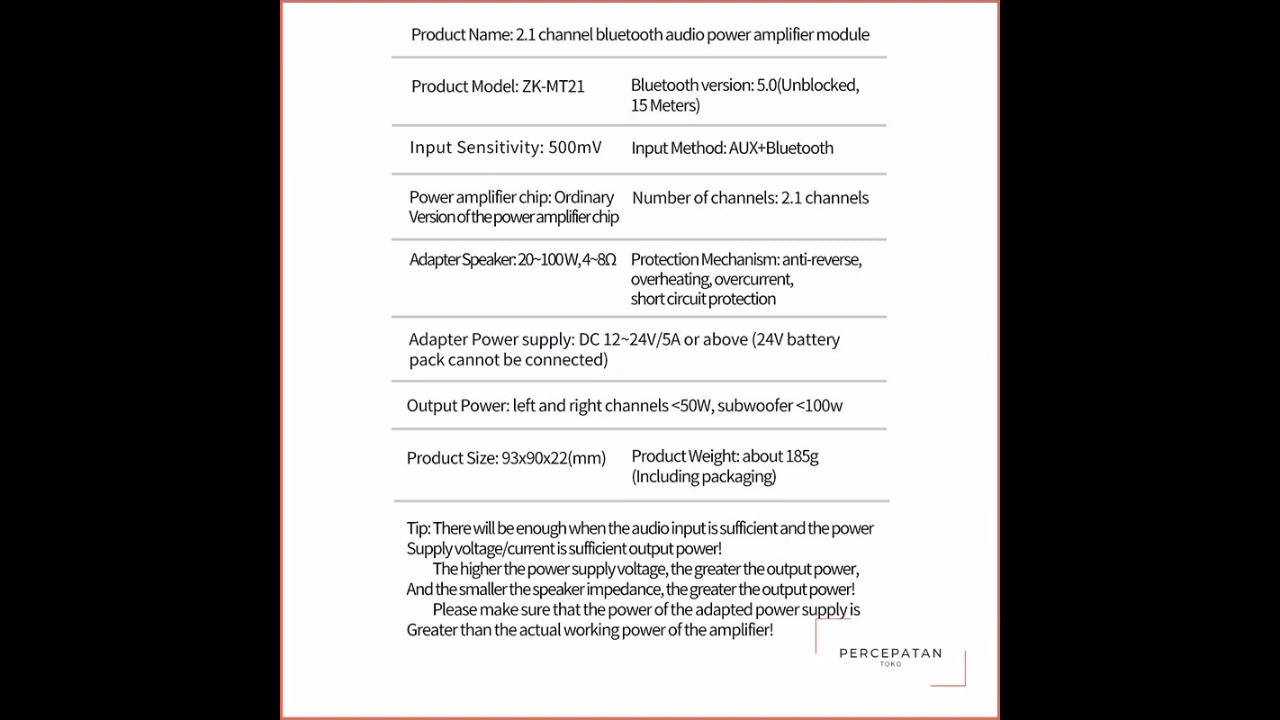 Product Name: 2.1 channel bluetooth audio power amplifier module
Product Model: ZK-MT21
Bluetooth version: 5.0(Unblocked,
15 Meters)
Input Sensitivity: 500mV
Input Method: AUX+Bluetooth
Power amplifier chip: Ordinary
Version of the power amplifier chip
Number of channels: 2.1 channels
Adapter Speaker: 20~100W, 4~8Ω
Protection Mechanism: anti-reverse,
overheating, overcurrent,
short circuit protection
Adapter Power supply: DC 12~24V/5A or above (24V battery
pack cannot be connected)
Output Power: left and right channels <50W, subwoofer <100w
Product Size: 93x90x22(mm)
Product Weight: about 185g
(Including packaging)
Tip: There will be enough when the audio input is sufficient and the power
Supply voltage/current is sufficient output power!
The higher the power supply voltage, the greater the output power,
And the smaller the speaker impedance, the greater the output power!
Please make sure that the power of the adapted power supply is
Greater than the actual working power of the amplifier!
PERCEPATAN
TOKO